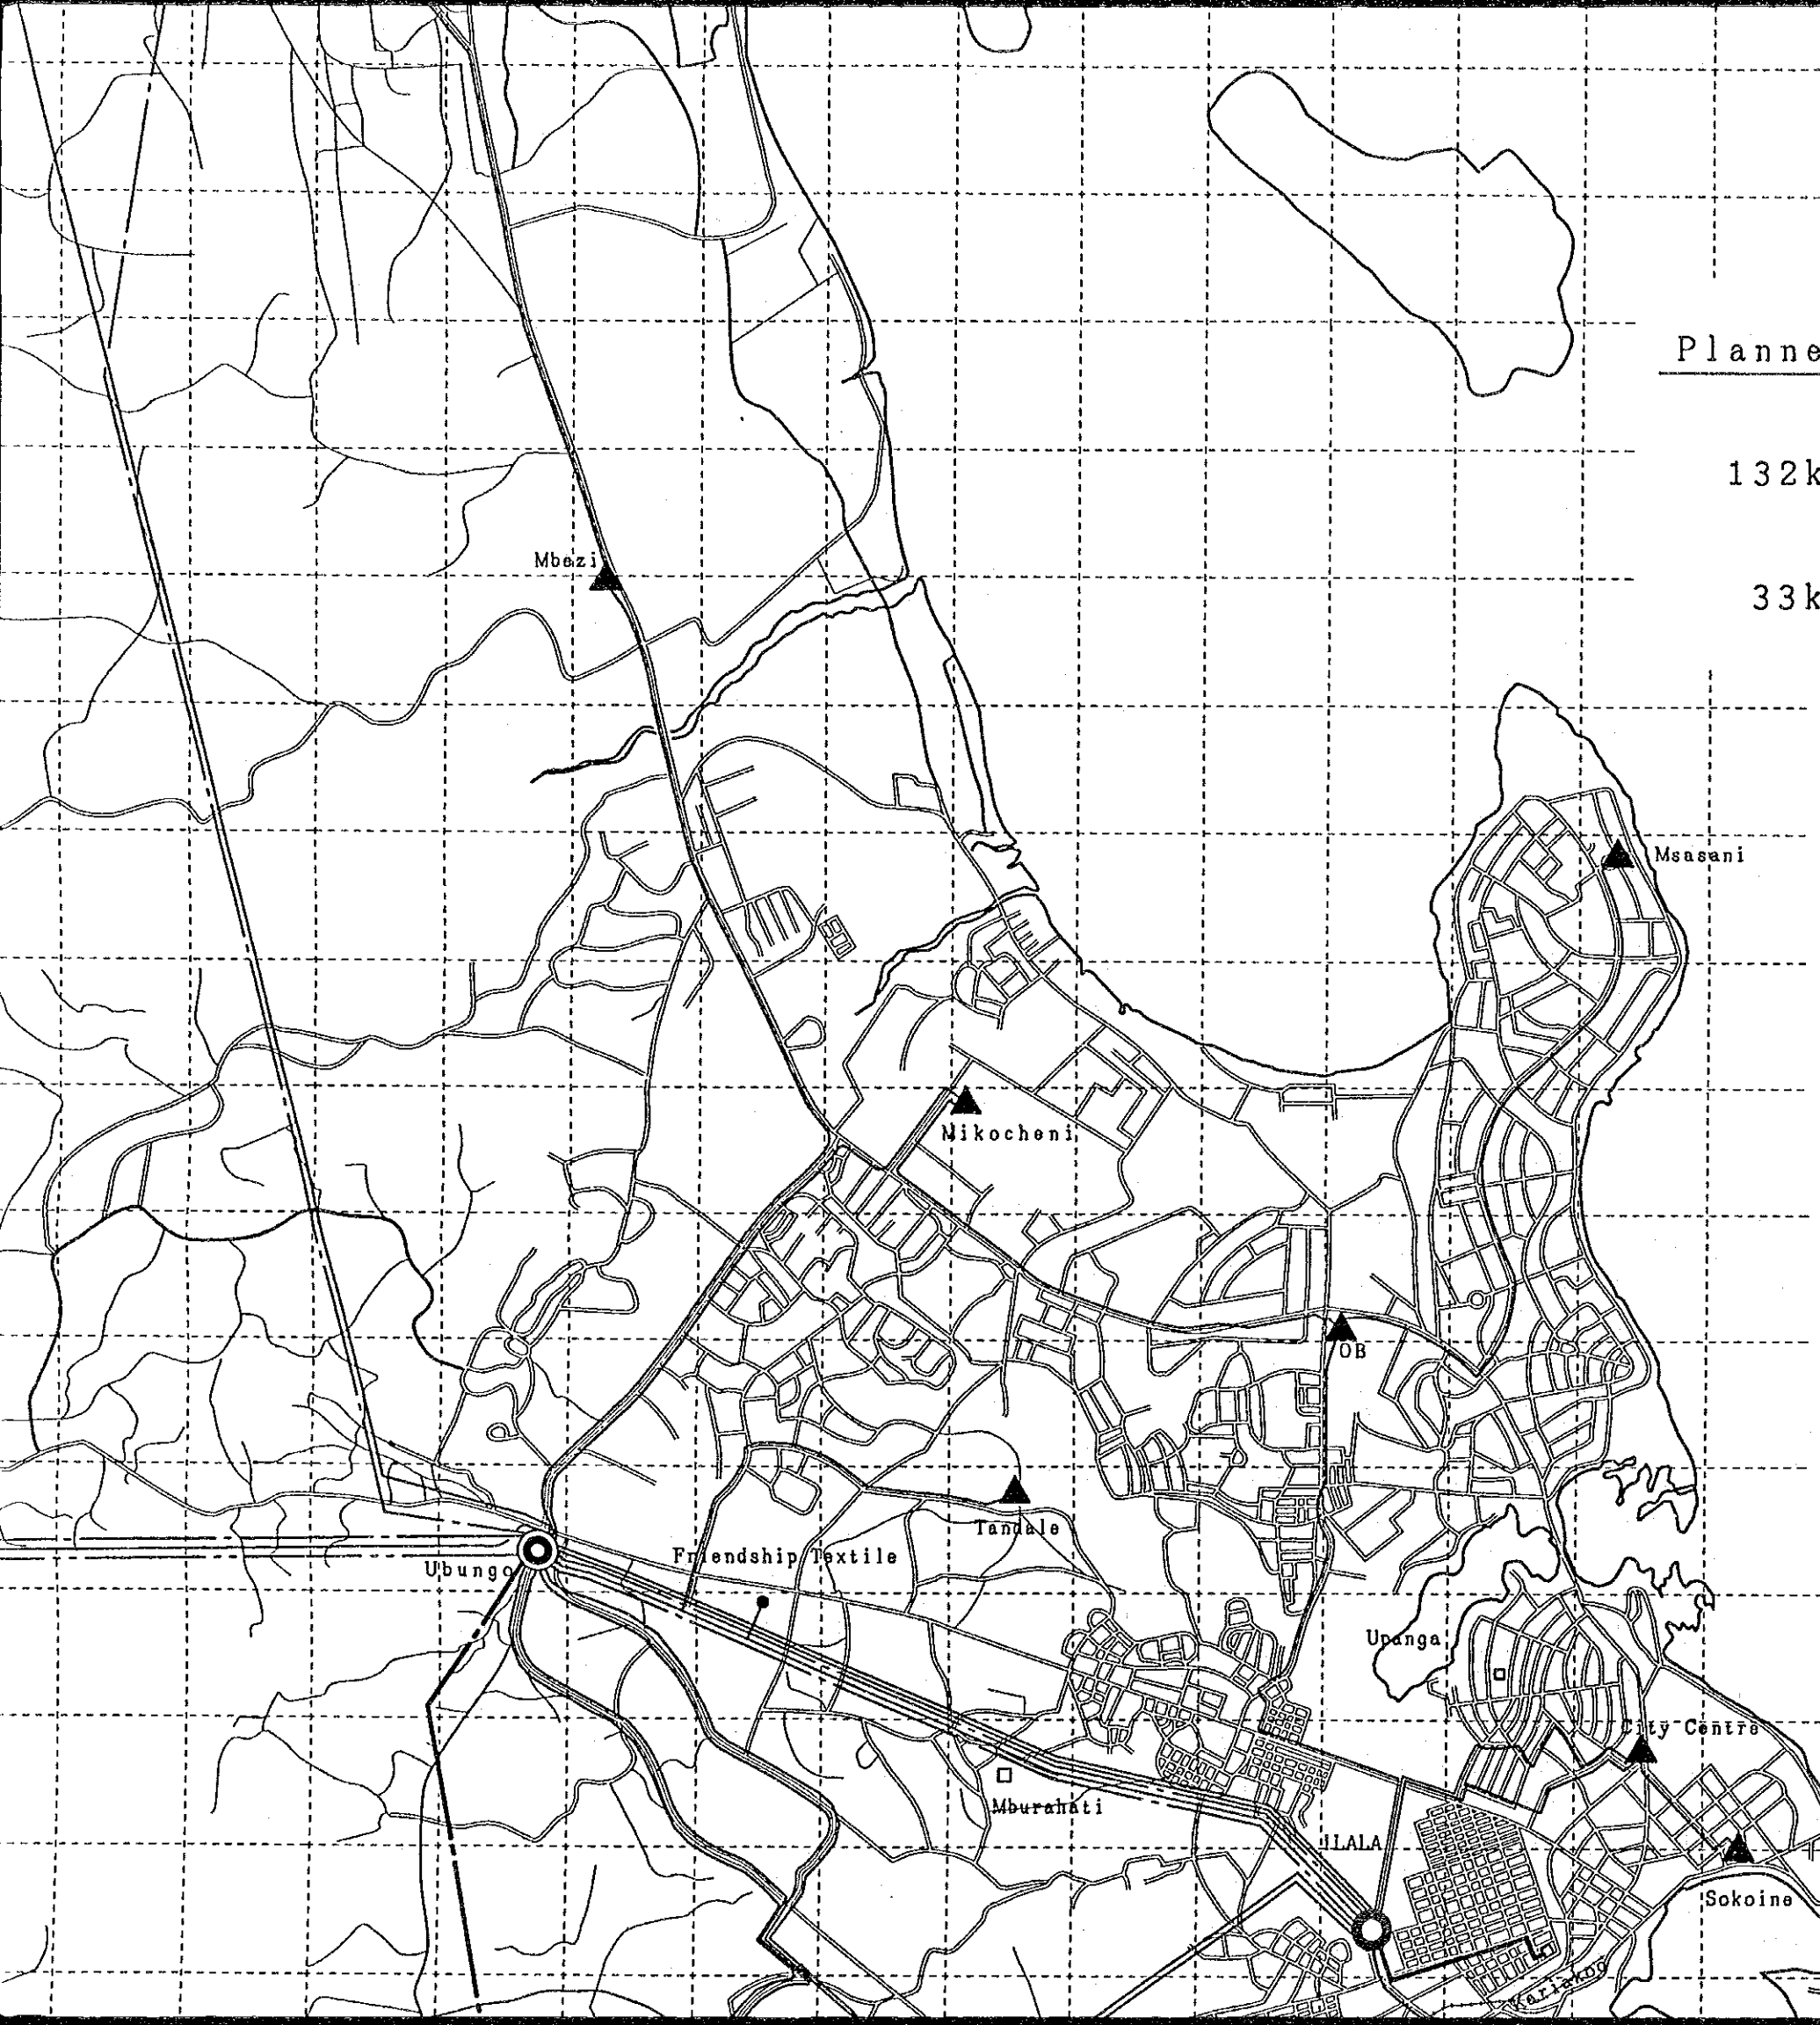 Planne
132k
Mbezi
33k
Msasani
Mikocheni
OB
Tandale
Friendship Textile
Ubungo
Upanga
City Centre
Mburahati
ILALA
Sokoine
Kariakoo